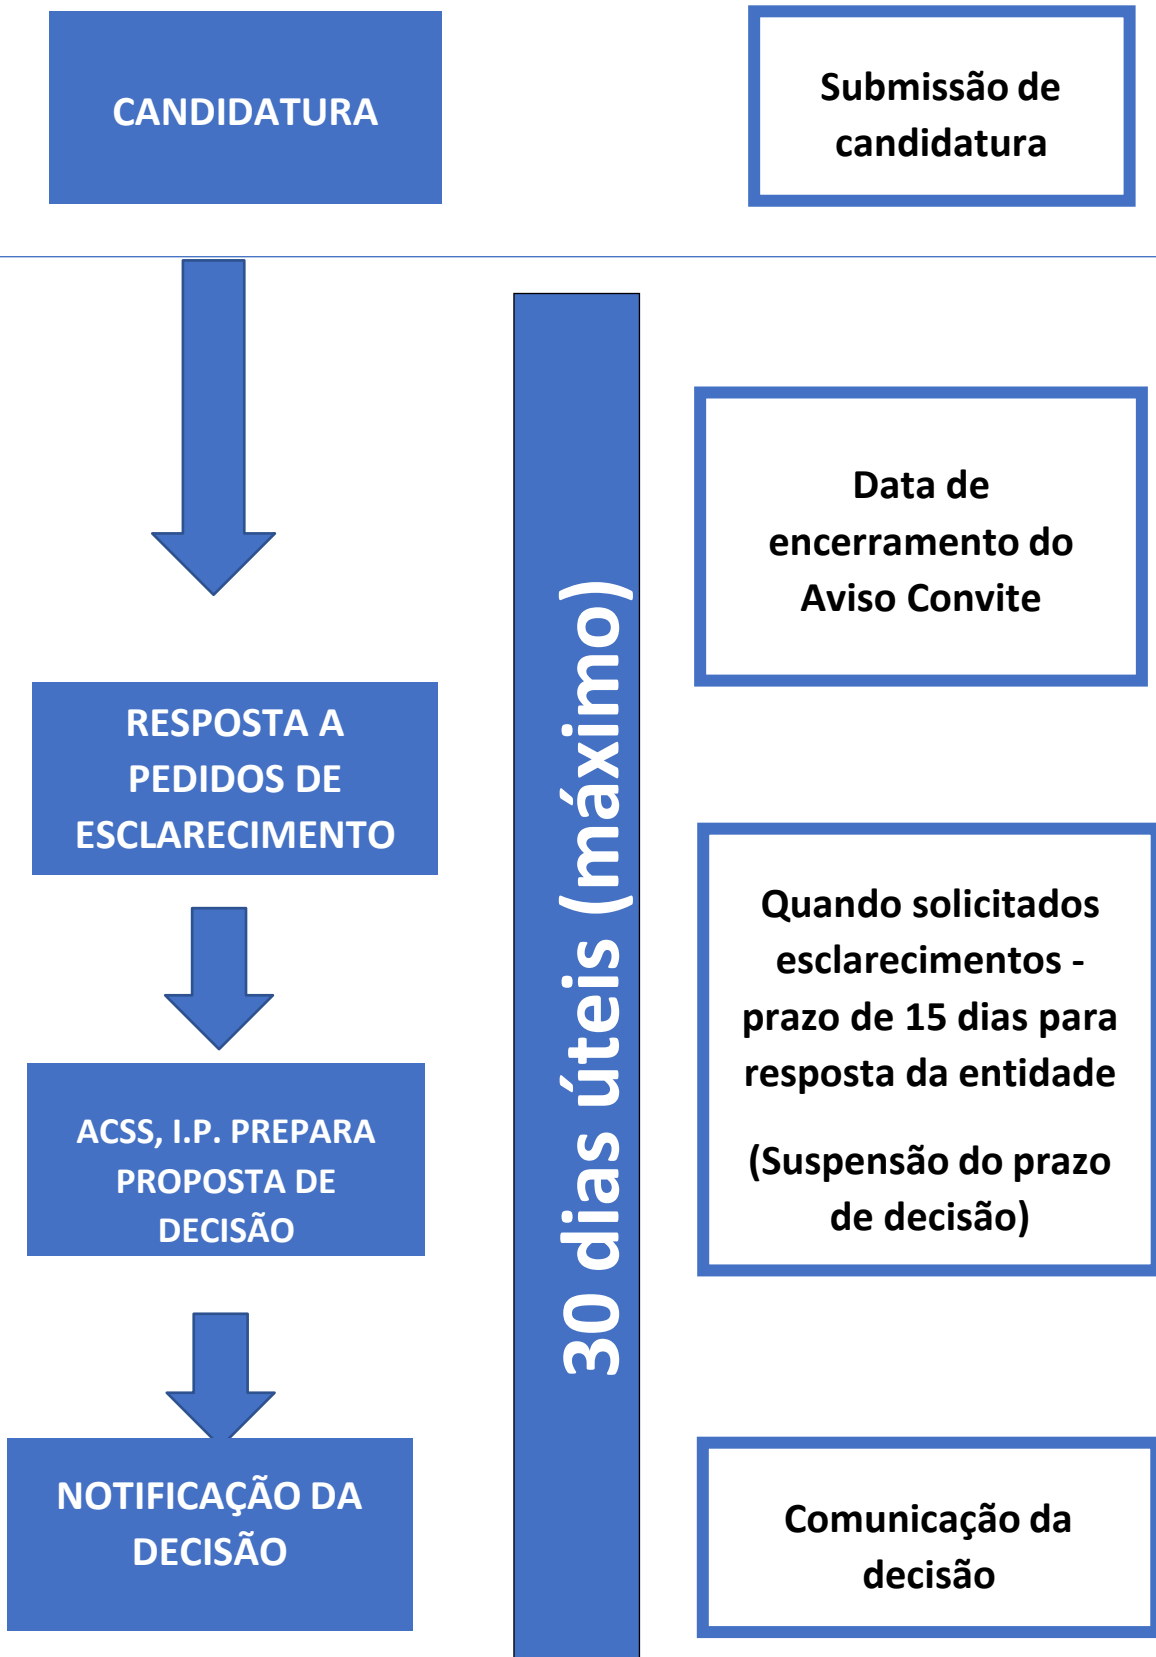 CANDIDATURA
Submissão de
candidatura
Data de
encerramento do
Aviso Convite
RESPOSTA A
PEDIDOS DE
ESCLARECIMENTO
30 dias úteis (máximo)
Quando solicitados
esclarecimentos -
prazo de 15 dias para
resposta da entidade
(Suspensão do prazo
de decisão)
ACSS, I.P. PREPARA
PROPOSTA DE
DECISÃO
NOTIFICAÇÃO DA
DECISÃO
Comunicação da
decisão